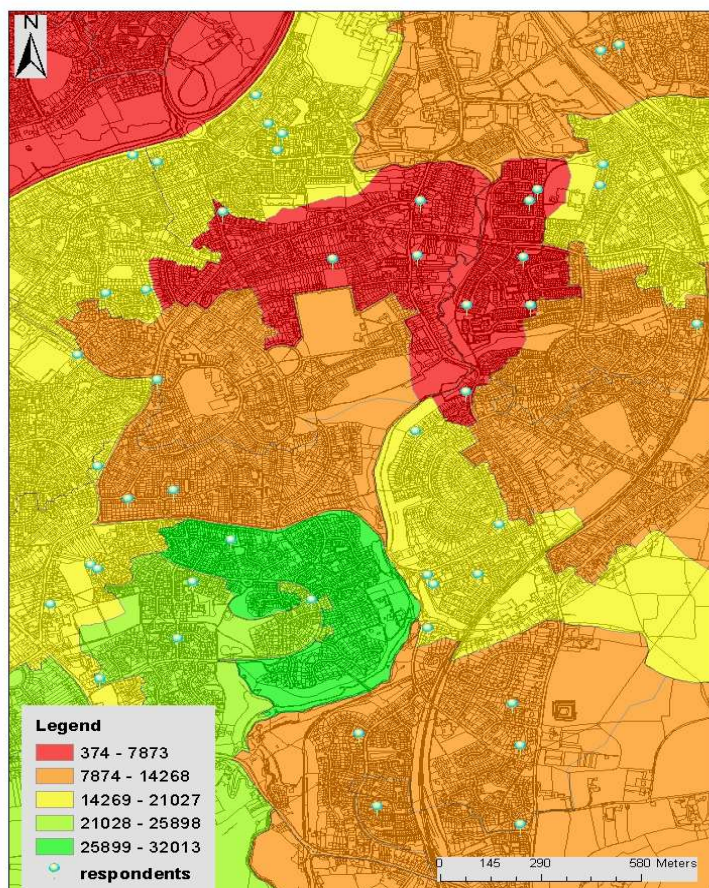 N
Legend
374 - 7873
7874 - 14268
14269 - 21027
21028 - 25898
25899 - 32013
respondents
0 145 290 580 Meters